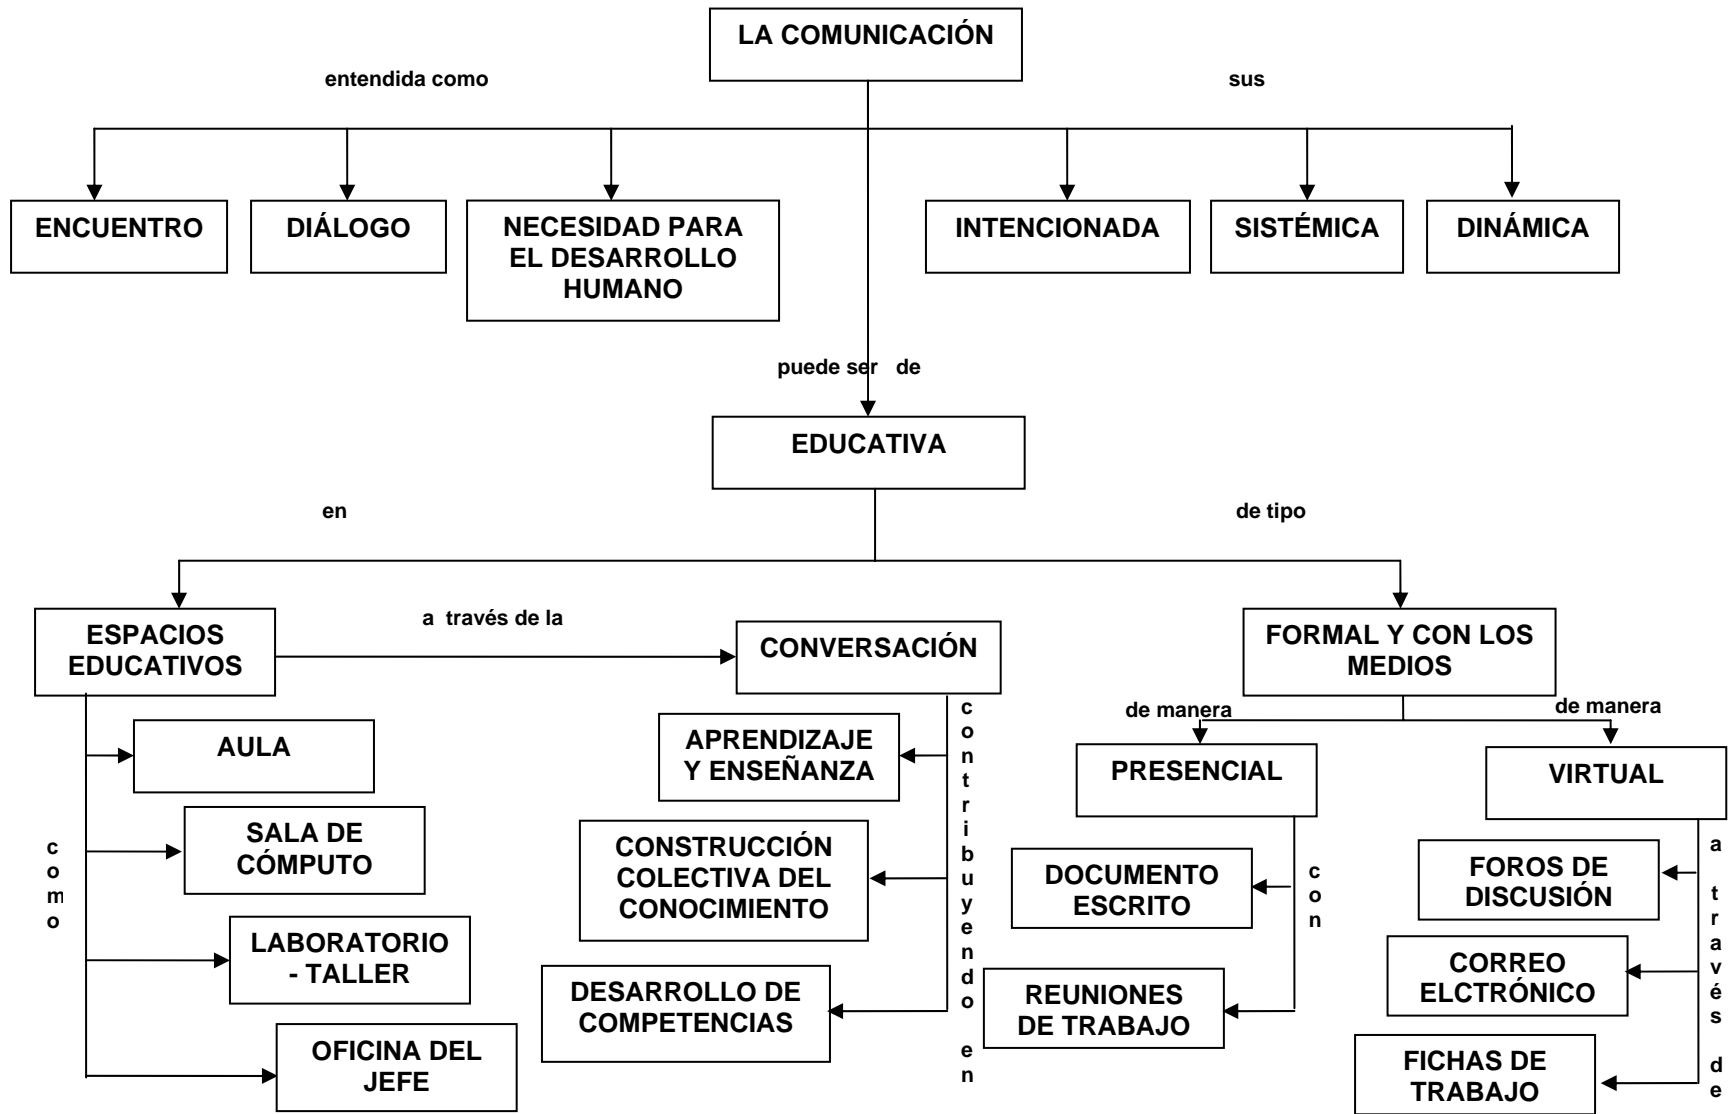 LA COMUNICACIÓN
entendida como
sus
ENCUENTRO
DIÁLOGO
NECESIDAD PARA
EL DESARROLLO
HUMANO
INTENCIONADA
SISTÉMICA
DINÁMICA
puede ser de
EDUCATIVA
en
de tipo
ESPACIOS
EDUCATIVOS
a través de la
CONVERSACIÓN
FORMAL Y CON LOS
MEDIOS
como
AULA
SALA DE
CÓMPUTO
LABORATORIO
- TALLER
OFICINA DEL
JEFE
contribuyendo en
APRENDIZAJE
Y ENSEÑANZA
CONSTRUCCIÓN
COLECTIVA DEL
CONOCIMIENTO
DESARROLLO DE
COMPETENCIAS
de manera
de manera
PRESENCIAL
con
DOCUMENTO
ESCRITO
REUNIONES
DE TRABAJO
VIRTUAL
a través de
FOROS DE
DISCUSIÓN
CORREO
ELCTRÓNICO
FICHAS DE
TRABAJO